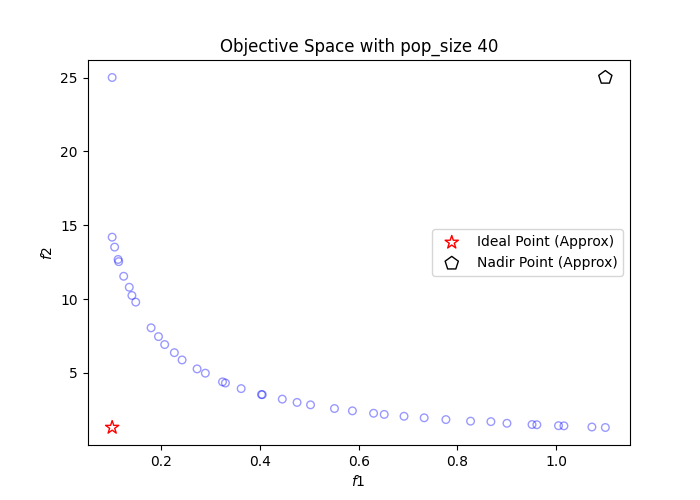 Objective Space with pop_size 40
f2
25
20
15
10
5
Ideal Point (Approx)
Nadir Point (Approx)
0.2
0.4
0.6
0.8
1.0
f1